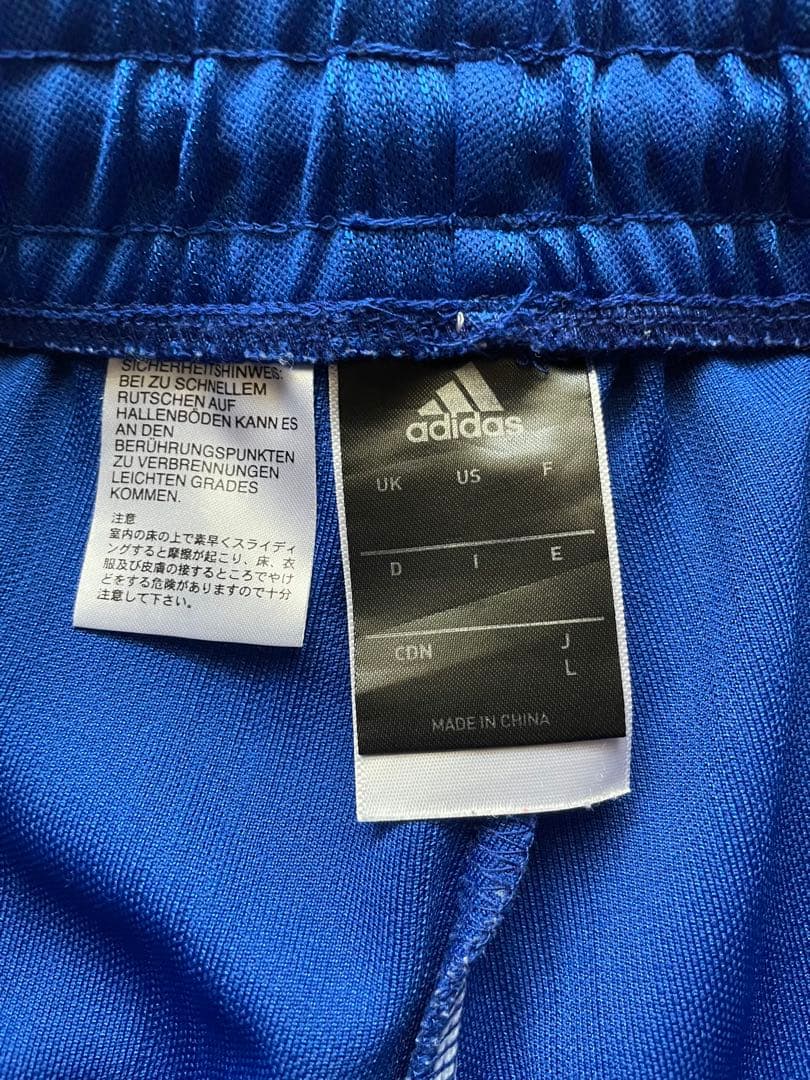 SICHERHEITSHINWEIS:
BEI ZU SCHNELLEM
RUTSCHEN AUF
HALLENBÖDEN KANN ES
AN DEN
BERÜHRUNGSPUNKTEN
ZU VERBRENNUNGEN
LEICHTEN GRADES
KOMMEN.
注意
室内の床の上で素早くスライディ
ングすると摩擦が起こり、床、衣
服及び皮膚の接するところでやけ
どをする危険がありますので十分
注意して下さい。
adidas
UK US F
D I E
CDN J
L
MADE IN CHINA